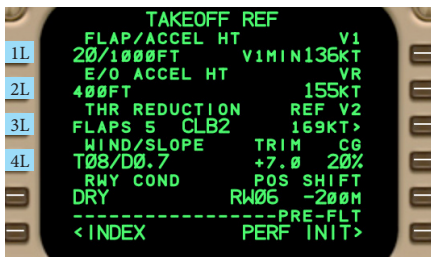 TAKEOFF REF
FLAP/ACCEL HT V1
1L 20/1000FT V1MIN136KT
E/O ACCEL HT VR
2L 400FT 155KT
THR REDUCTION REF V2
3L FLAPS 5 CLB2 169KT>
WIND/SLOPE TRIM CG
4L T08/D0.7 +7.0 20%
RWY COND POS SHIFT
DRY RW06 -200M
------------------PRE-FLT
<INDEX PERF INIT>